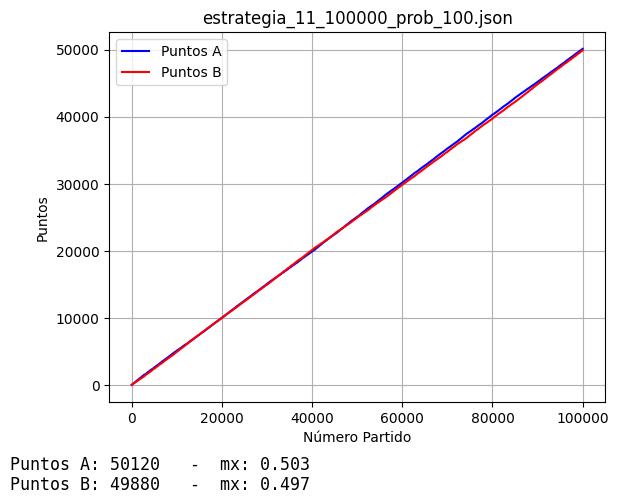 estrategia_11_100000_prob_100.json
Puntos A
Puntos B
50000
40000
30000
20000
10000
0
Puntos
0 20000 40000 60000 80000 100000
Número Partido
Puntos A: 50120 - mx: 0.503
Puntos B: 49880 - mx: 0.497